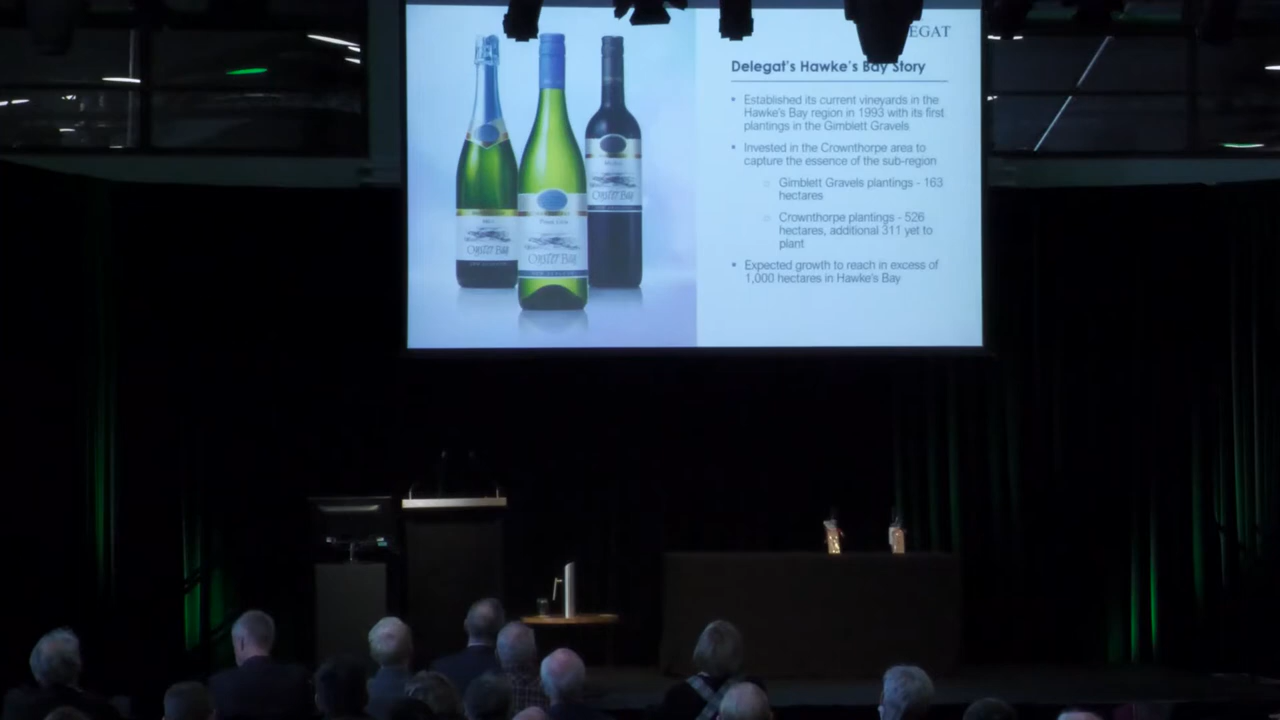 EGAT
Delegat's Hawke's Bay Story
Established its current vineyards in the
Hawke's Bay region in 1993 with its first
plantings in the Gimblett Gravels
Invested in the Crownthorpe area to
capture the essence of the sub-region
Gimblett Gravels plantings - 163
hectares
Crownthorpe plantings - 526
hectares, additional 311 yet to
plant
Expected growth to reach in excess of
1,000 hectares in Hawke's Bay
OYSTER BAY
OYSTER BAY
OYSTER BAY